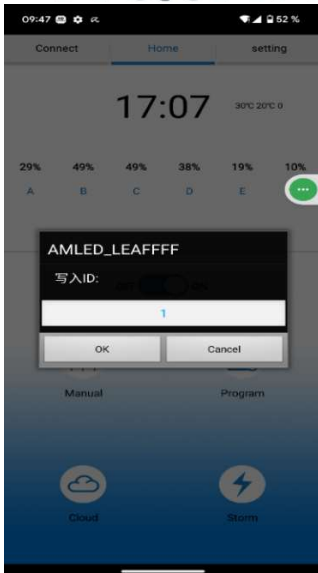 09:47 52 %
Connect Home setting
17:07 30℃ 20℃ 0
29% 49% 49% 38% 19% 10%
A B C D E
AMLED_LEAFFFF
写入ID:
1
OK Cancel
Manual Program
Cloud Storm